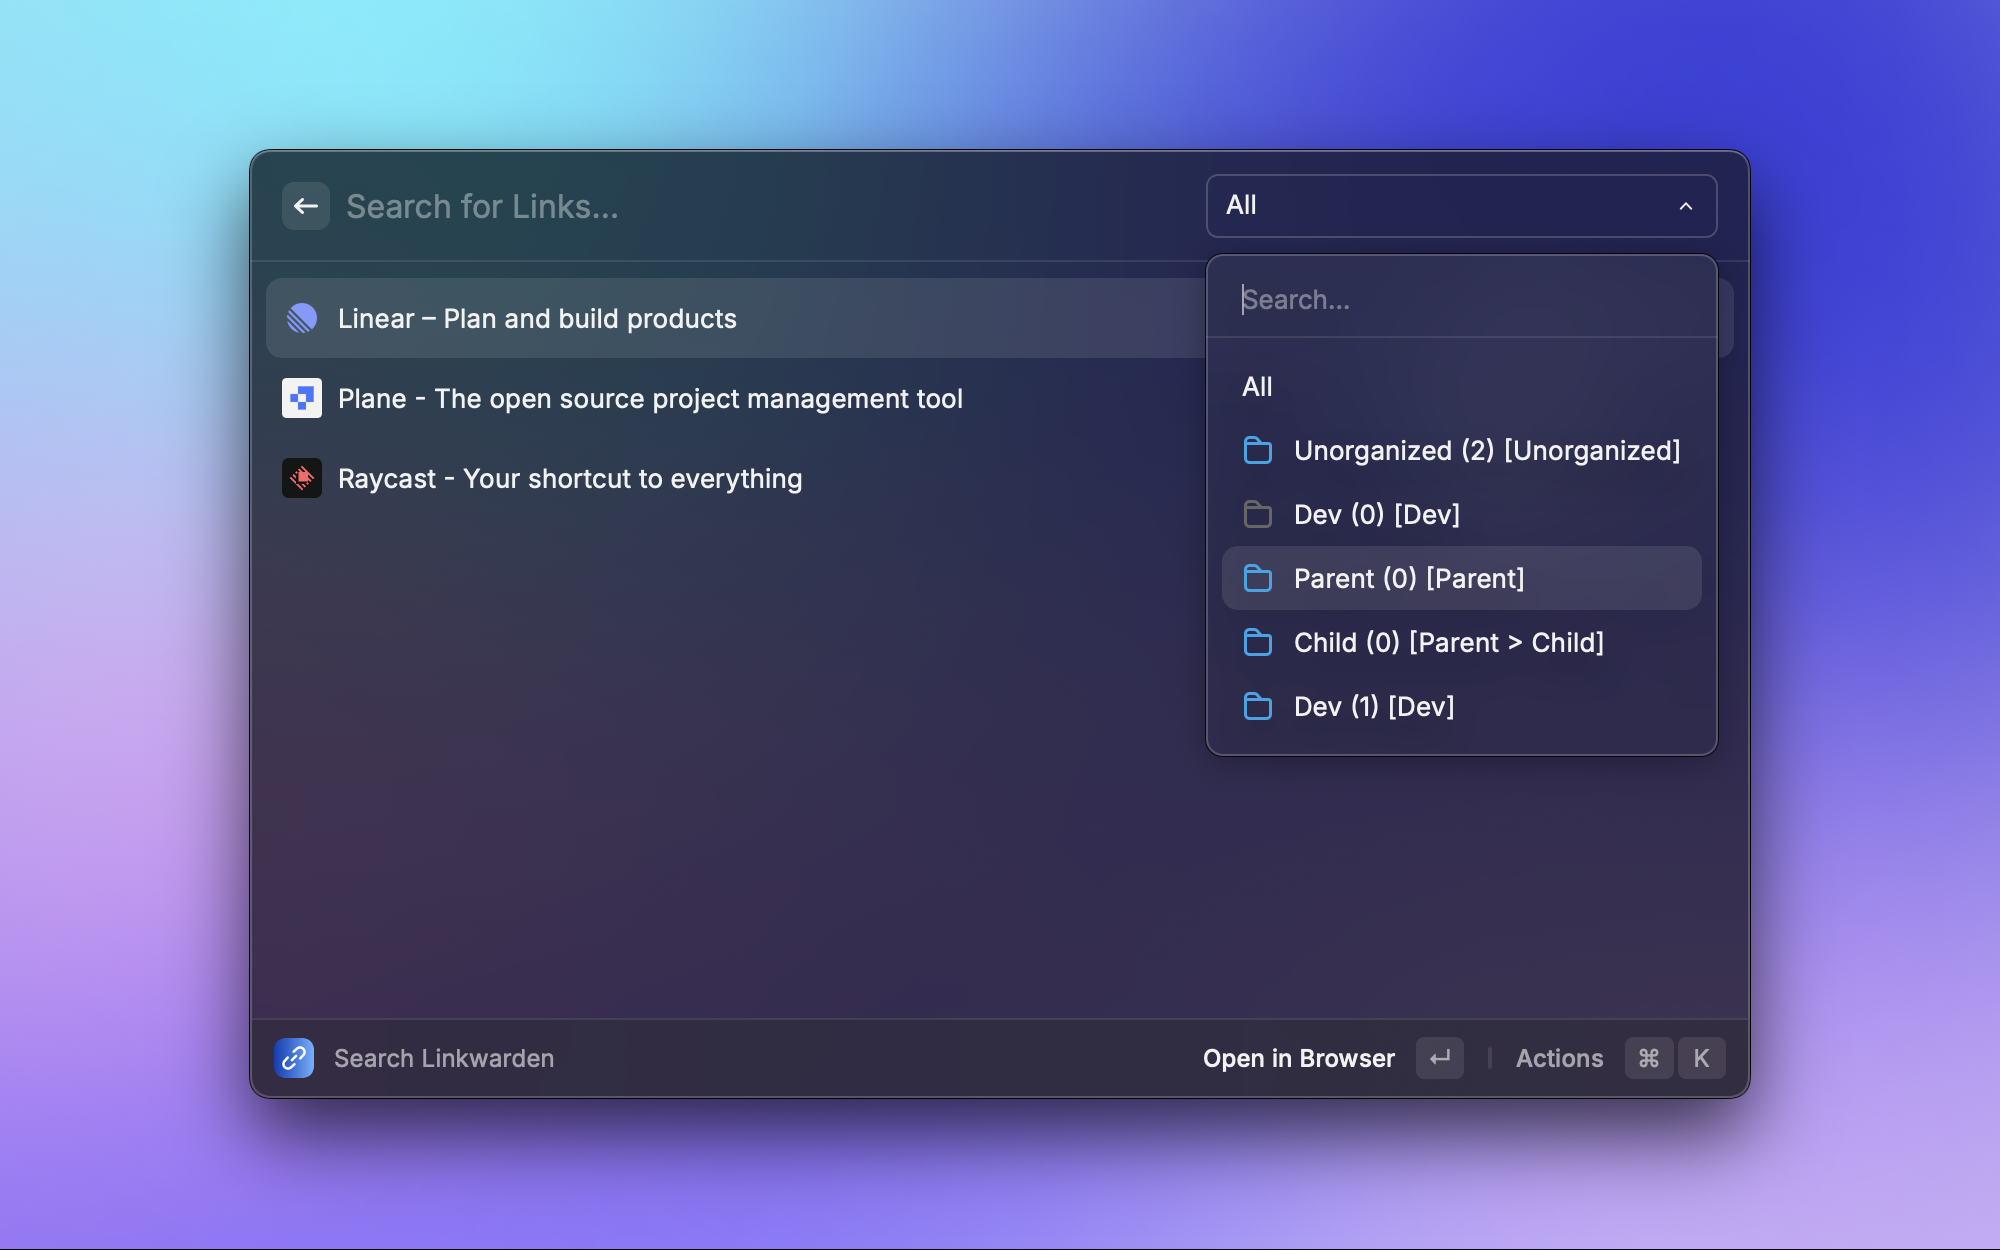 Search for Links...
All
Search...
All
Unorganized (2) [Unorganized]
Dev (0) [Dev]
Parent (0) [Parent]
Child (0) [Parent > Child]
Dev (1) [Dev]
Linear – Plan and build products
Plane - The open source project management tool
Raycast - Your shortcut to everything
Search Linkwarden
Open in Browser ↵ | Actions ⌘ K